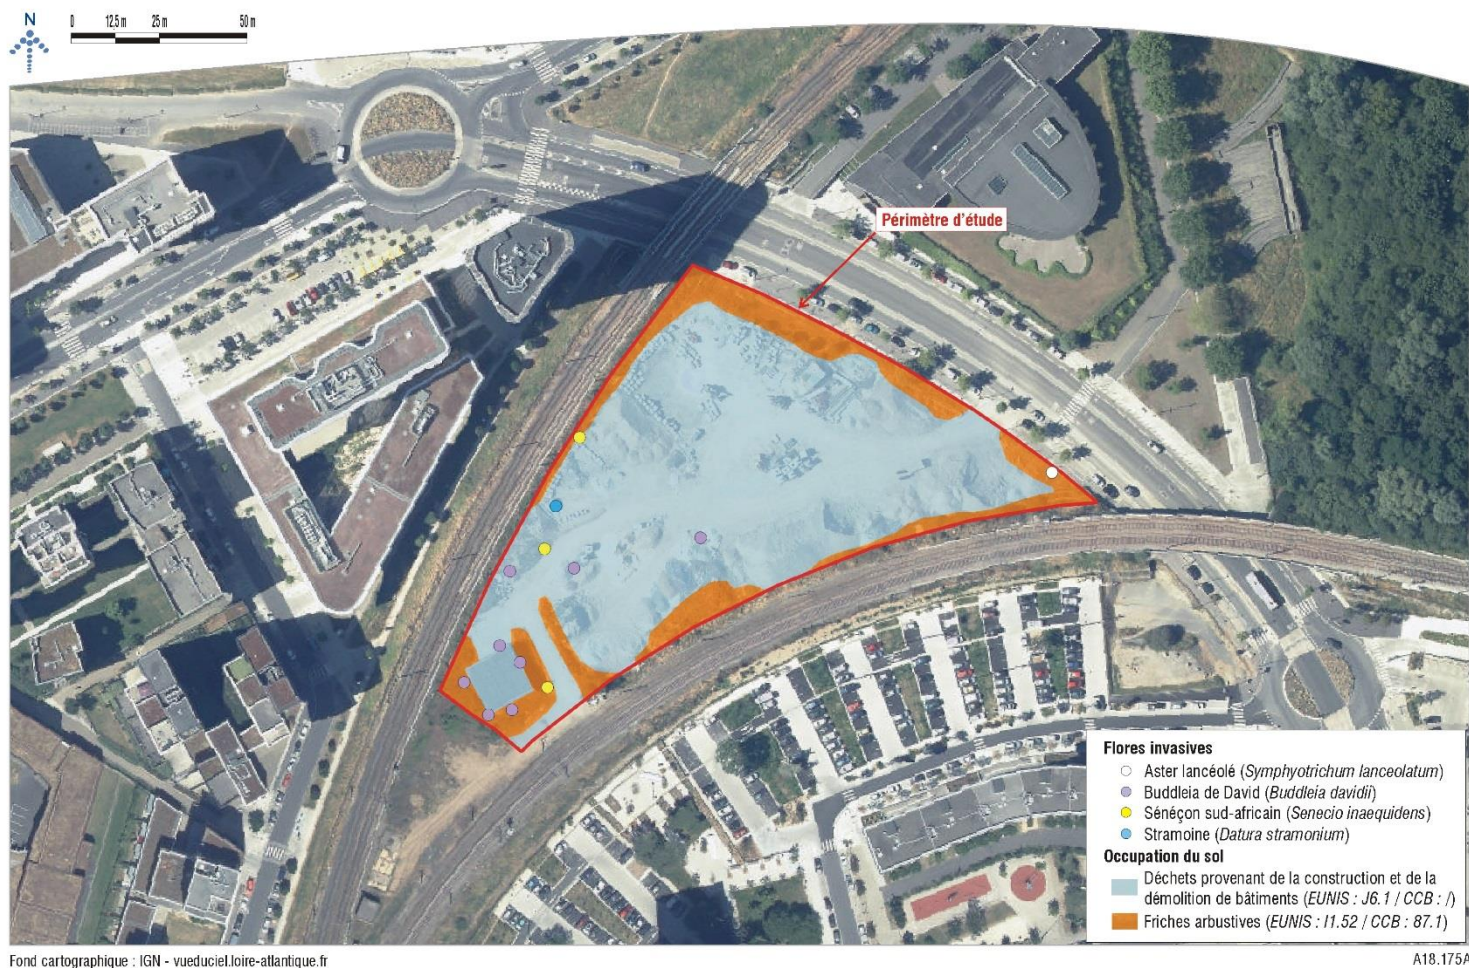 N
0 12,5 m 25 m 50 m
Périmètre d'étude
Flores invasives
Aster lancéolé (Symphyotrichum lanceolatum)
Buddleia de David (Buddleia davidii)
Sénéçon sud-africain (Senecio inaequidens)
Stramoine (Datura stramonium)
Occupation du sol
Déchets provenant de la construction et de la
démolition de bâtiments (EUNIS : J6.1 / CCB : /)
Friches arbustives (EUNIS : I1.52 / CCB : 87.1)
Fond cartographique : IGN - vueduciel.loire-atlantique.fr
A18.175A